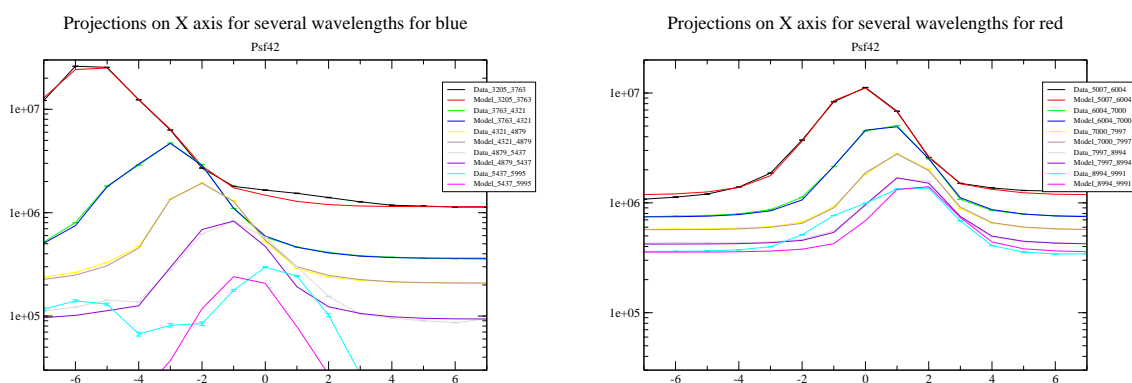 Projections on X axis for several wavelengths for blue
Psf42
1e+07
1e+06
1e+05
-6 -4 -2 0 2 4 6
Data_3205_3763
Model_3205_3763
Data_3763_4321
Model_3763_4321
Data_4321_4879
Model_4321_4879
Data_4879_5437
Model_4879_5437
Data_5437_5995
Model_5437_5995
Projections on X axis for several wavelengths for red
Psf42
1e+07
1e+06
1e+05
-6 -4 -2 0 2 4 6
Data_5007_6004
Model_5007_6004
Data_6004_7000
Model_6004_7000
Data_7000_7997
Model_7000_7997
Data_7997_8994
Model_7997_8994
Data_8994_9991
Model_8994_9991